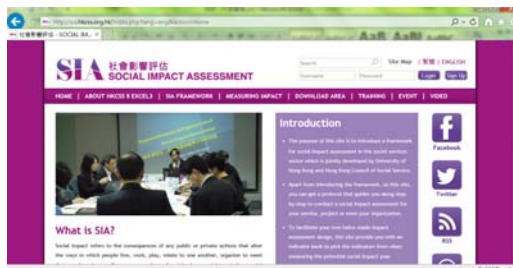 社會影響評估 - SOCIAL IM...
SIA 社會影響評估
SOCIAL IMPACT ASSESSMENT
Search
Site Map | 繁體 | ENGLISH
Username
Password
Login
Sign Up
HOME | ABOUT HKCSS & EXCEL3 | SIA FRAMEWORK | MEASURING IMPACT | DOWNLOAD AREA | TRAINING | EVENT | VIDEO
Introduction
The purpose of this site is to introduce a framework
for social impact assessment in the social services
sector which is jointly developed by University of
Hong Kong and Hong Kong Council of Social Service.
Apart from introducing the framework, on this site,
you can get a protocol that guides you along step
by step to conduct a social impact assessment for
your service, project or even your organization.
To facilitate your own tailor-made impact
assessment design, this site provide you with an
indicator bank to pick the indicators from when
measuring the potential social impact your
Facebook
Twitter
RSS
What is SIA?
Social impact refers to the consequences of any public or private actions that alter
the ways in which people live, work, play, relate to one another, organize to meet